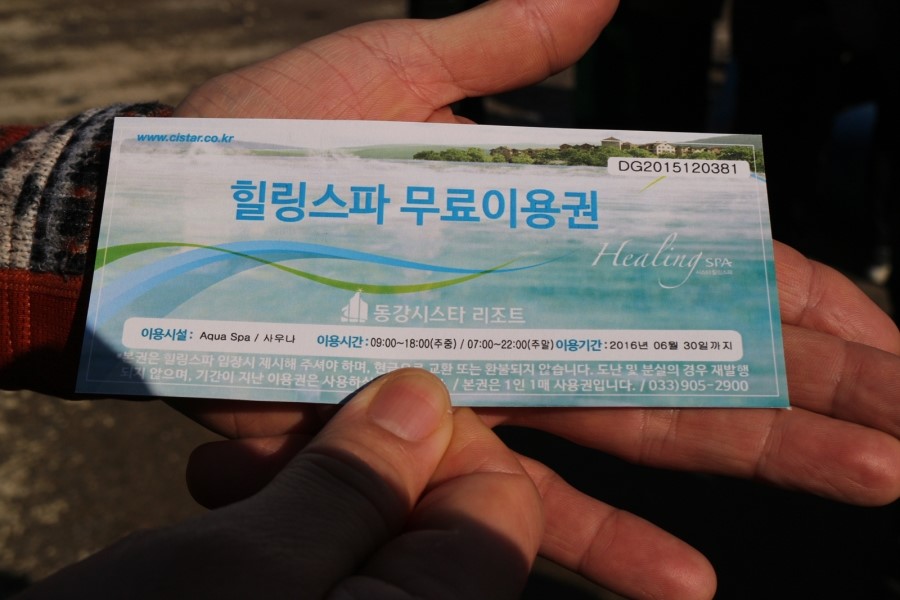 www.cistar.co.kr
DG2015120381
힐링스파 무료이용권
Healing SPA
동강시스타 리조트
이용시설 : Aqua Spa / 사우나 이용시간 : 09:00~18:00(주중) / 07:00~22:00(주말) 이용기간 : 2016년 06월 30일까지
*본권은 힐링스파 입장시 제시해 주셔야 하며, 현금으로 교환 또는 환불되지 않습니다. 도난 및 분실의 경우 재발행
되지 않으며, 기간이 지난 이용권은 사용하실 / 본권은 1인 1매 사용권입니다. / 033) 905-2900